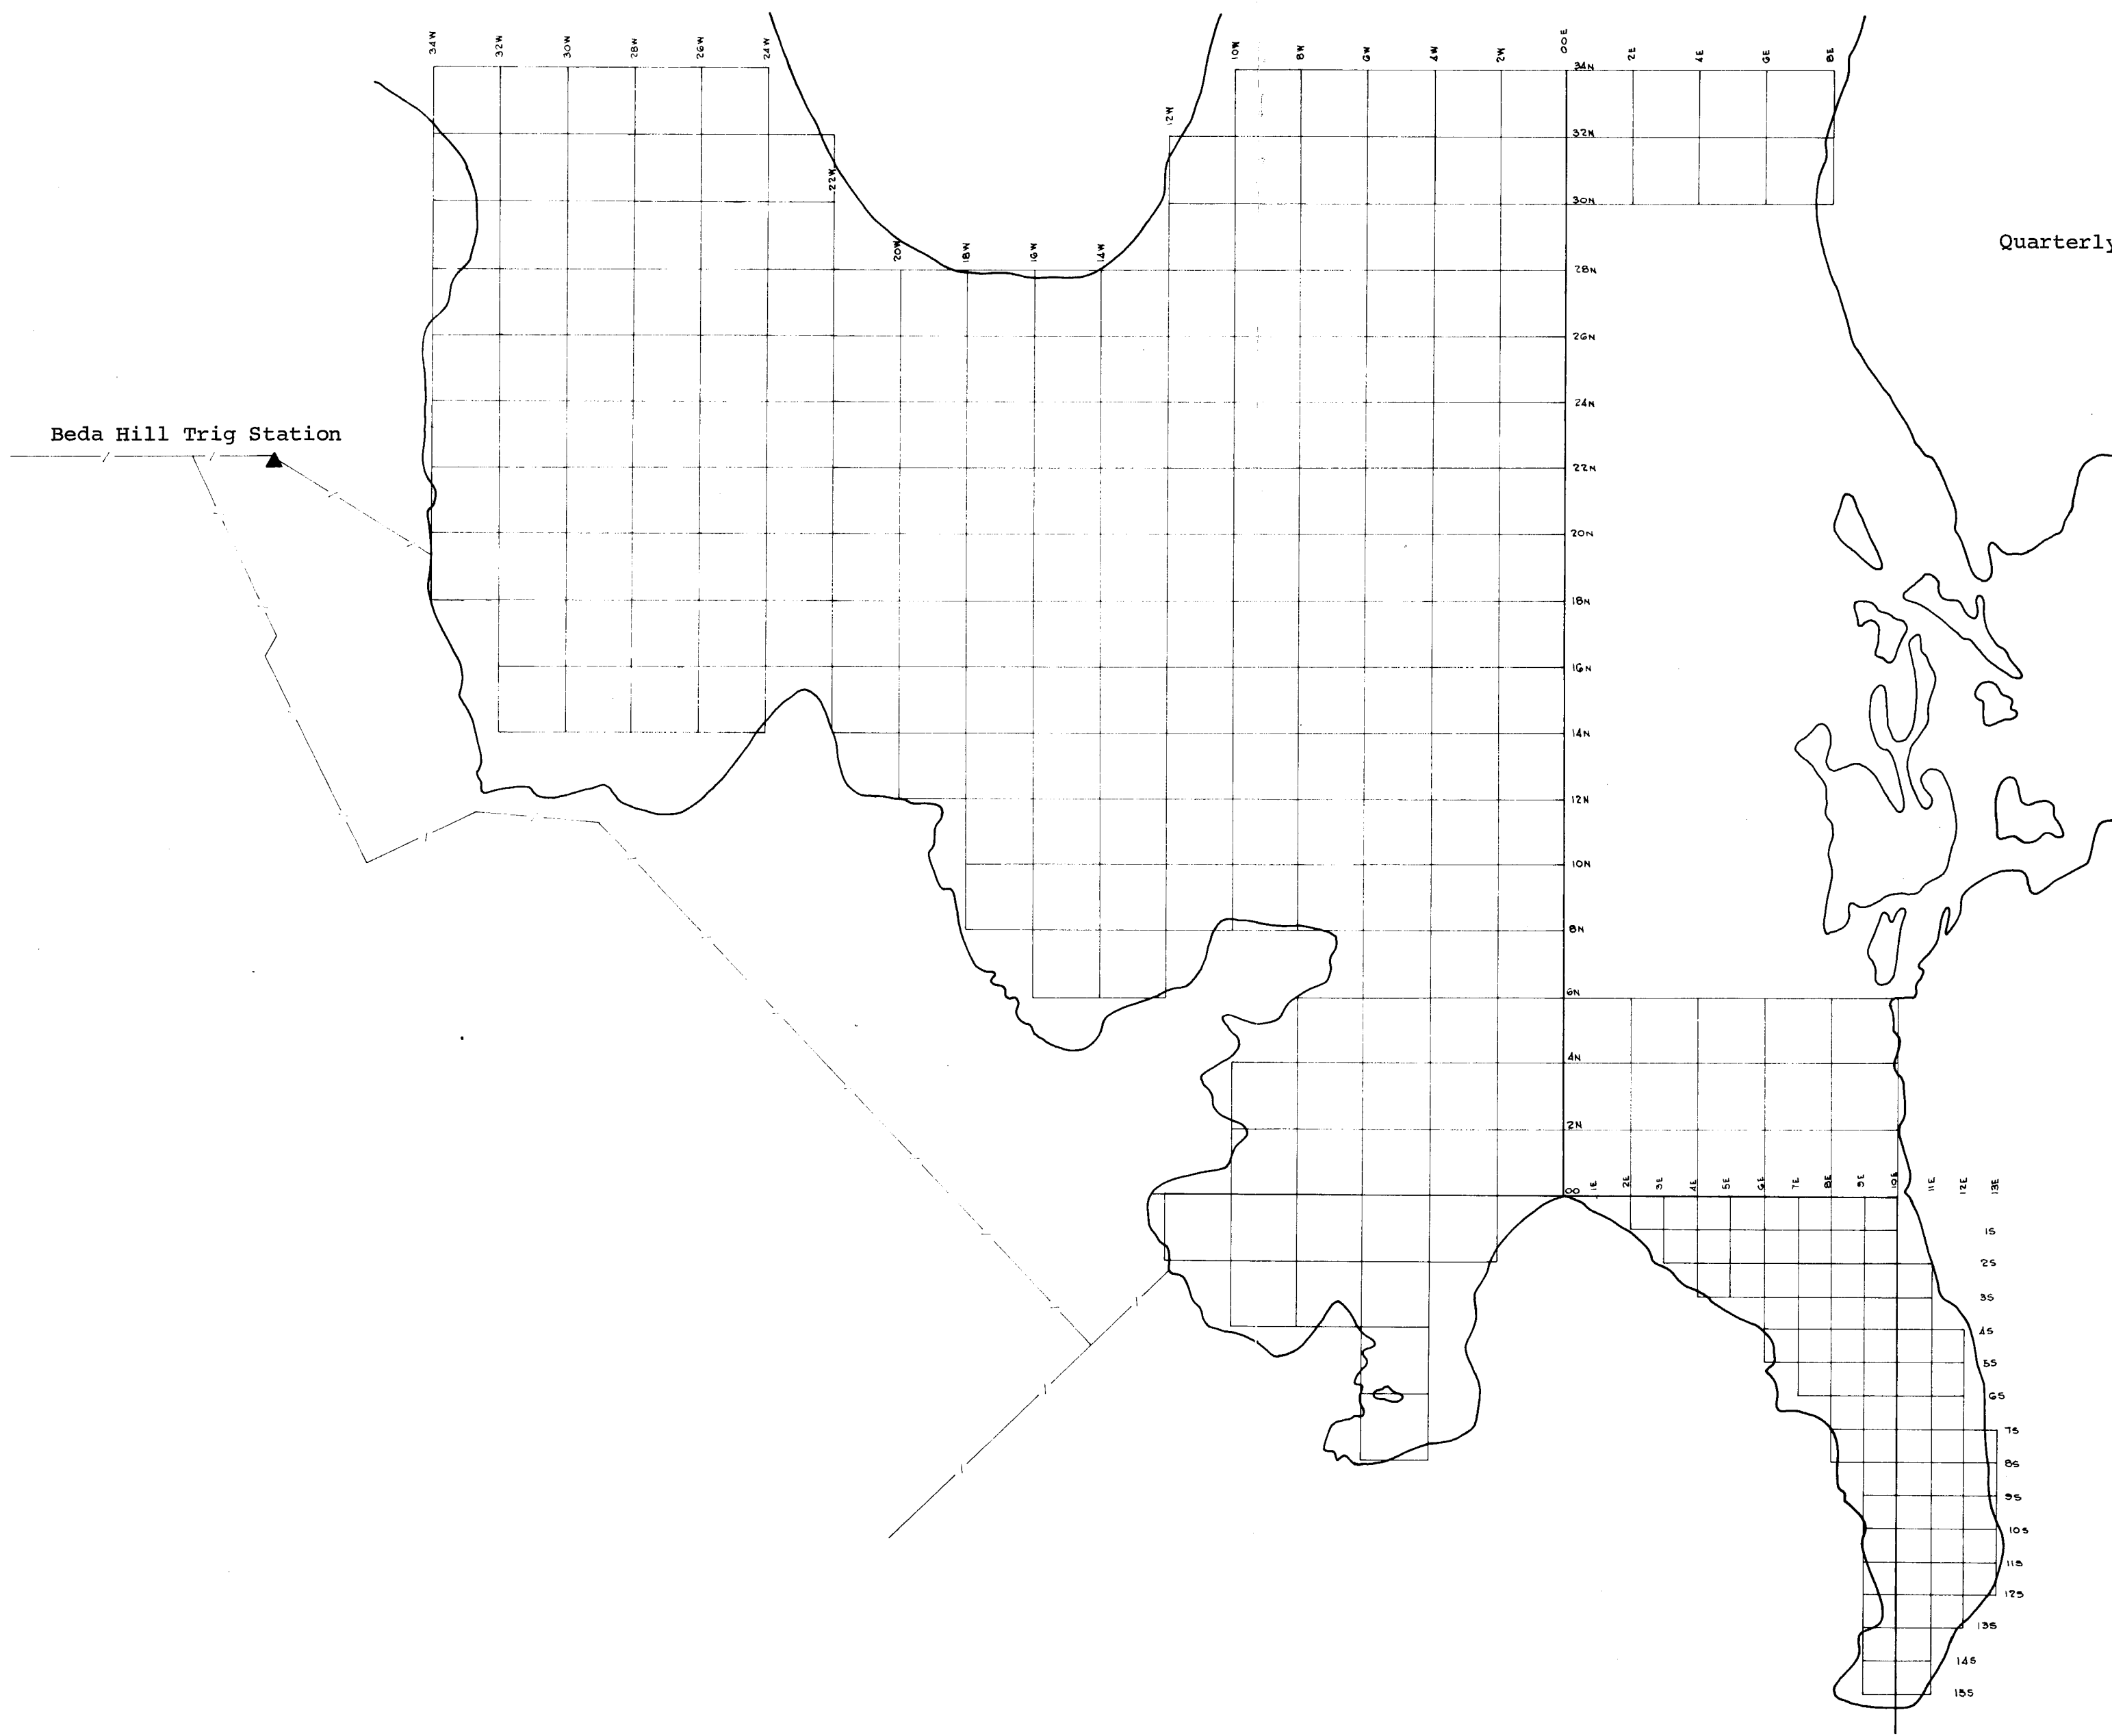 34W
32W
30W
28W
26W
24W
22W
20W
18W
16W
14W
12W
10W
8W
6W
4W
2W
00E
2E
4E
6E
8E
34N
32N
30N
Quarterly
28N
26N
24N
Beda Hill Trig Station
22N
20N
18N
16N
14N
12N
10N
8N
6N
4N
2N
00
1E
2E
3E
4E
5E
6E
7E
8E
9E
10E
11E
12E
13E
1S
2S
3S
4S
5S
6S
7S
8S
9S
10S
11S
12S
13S
14S
15S